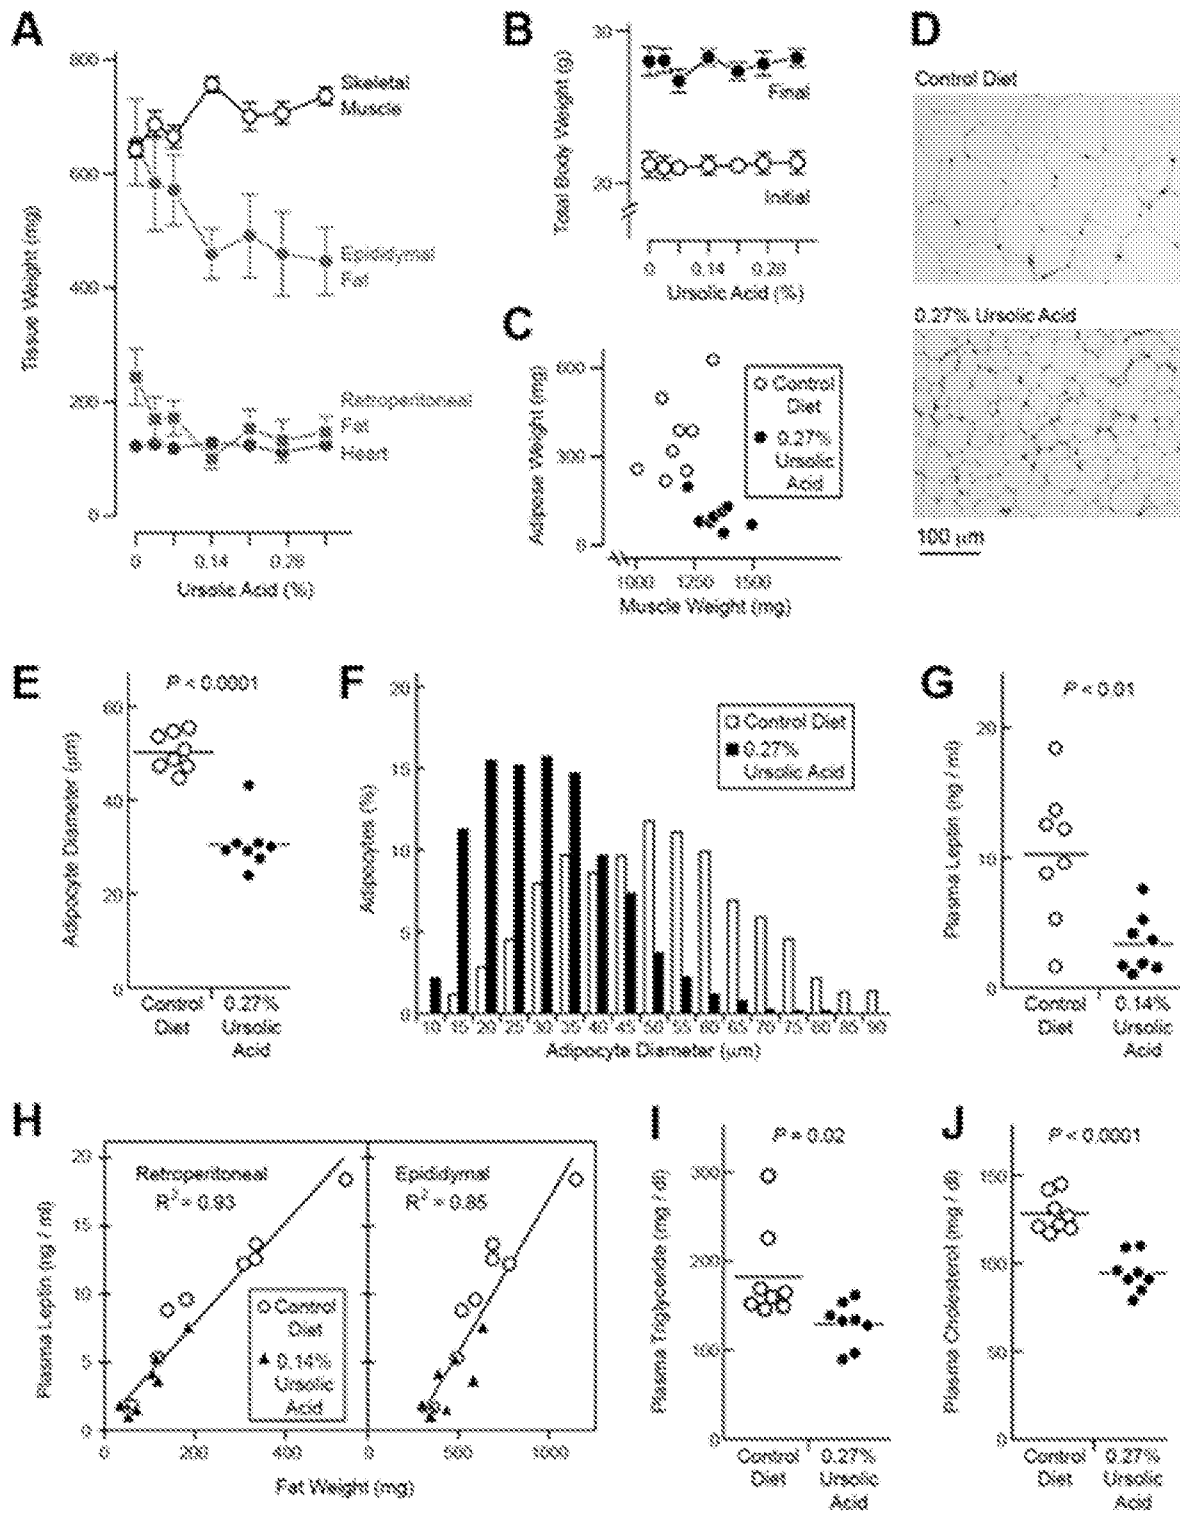 A
800
600
400
200
0
Tissue Weight (mg)
Skeletal
Muscle
Epididymal
Fat
Retroperitoneal
Fat
Heart
0 0.14 0.28
Ursolic Acid (%)
B
30
20
Total Body Weight (g)
Final
Initial
0 0.14 0.28
Ursolic Acid (%)
C
600
300
0
Adipose Weight (mg)
Control
Diet
0.27%
Ursolic
Acid
1000 1250 1500
Muscle Weight (mg)
D
Control Diet
0.27% Ursolic Acid
100 µm
E
P < 0.0001
60
40
20
0
Adipocyte Diameter (µm)
Control
Diet
0.27%
Ursolic
Acid
F
20
15
10
5
0
Adipocytes (%)
Control Diet
0.27%
Ursolic Acid
10 15 20 25 30 35 40 45 50 55 60 65 70 75 80 85 90
Adipocyte Diameter (µm)
G
P < 0.01
20
10
0
Plasma Leptin (ng / ml)
Control
Diet
0.14%
Ursolic
Acid
H
20
15
10
5
0
Plasma Leptin (ng / ml)
Retroperitoneal
R² = 0.93
Epididymal
R² = 0.85
Control
Diet
0.14%
Ursolic
Acid
0 200 400 0 500 1000
Fat Weight (mg)
I
P = 0.02
300
200
100
0
Plasma Triglyceride (mg / dl)
Control
Diet
0.27%
Ursolic
Acid
J
P < 0.0001
150
100
50
0
Plasma Cholesterol (mg / dl)
Control
Diet
0.27%
Ursolic
Acid